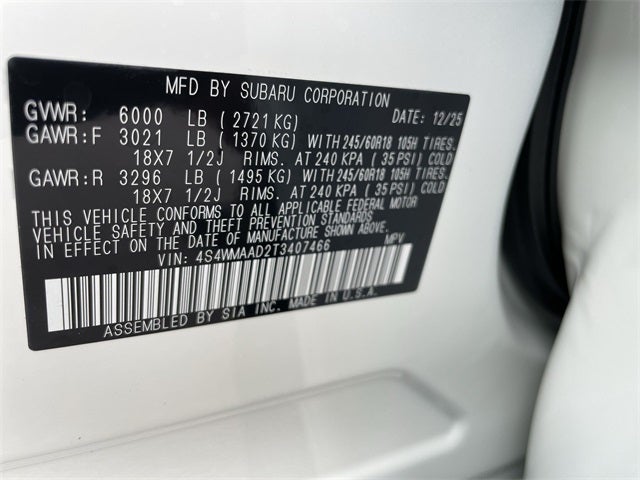 MFD BY SUBARU CORPORATION
GVWR: 6000 LB ( 2721 KG) DATE: 12/25
GAWR:F 3021 LB ( 1370 KG) WITH 245/60R18 105H TIRES.
18X7 1/2J RIMS. AT 240 KPA ( 35 PSI) COLD
GAWR:R 3296 LB ( 1495 KG) WITH 245/60R18 105H TIRES.
18X7 1/2J RIMS. AT 240 KPA ( 35 PSI) COLD
THIS VEHICLE CONFORMS TO ALL APPLICABLE FEDERAL MOTOR
VEHICLE SAFETY AND THEFT PREVENTION STANDARDS
IN EFFECT ON THE DATE OF MANUFACTURE SHOWN ABOVE.
VIN: 4S4WMAAD2T3407466 MPV
ASSEMBLED BY SIA INC. MADE IN U.S.A.